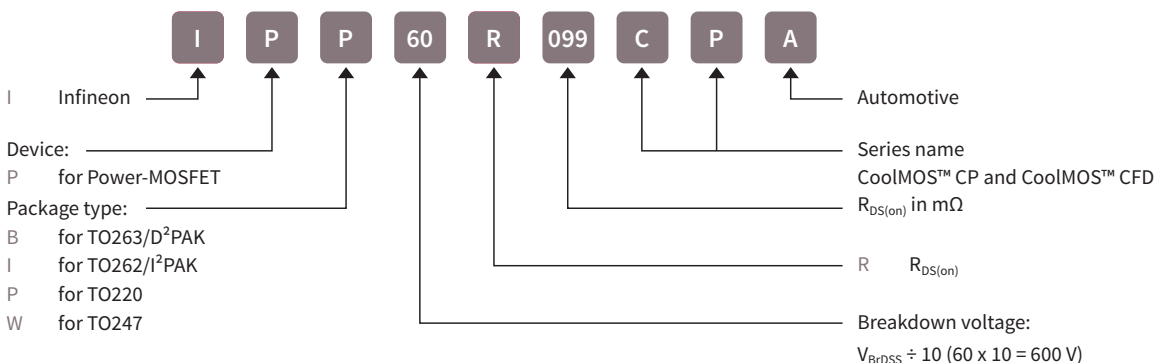 I P P 60 R 099 C P A
I Infineon
Device:
P for Power-MOSFET
Package type:
B for TO263/D²PAK
I for TO262/I²PAK
P for TO220
W for TO247
Automotive
Series name
CoolMOS™ CP and CoolMOS™ CFD
RDS(on) in mΩ
R RDS(on)
Breakdown voltage:
VBrDSS ÷ 10 (60 x 10 = 600 V)